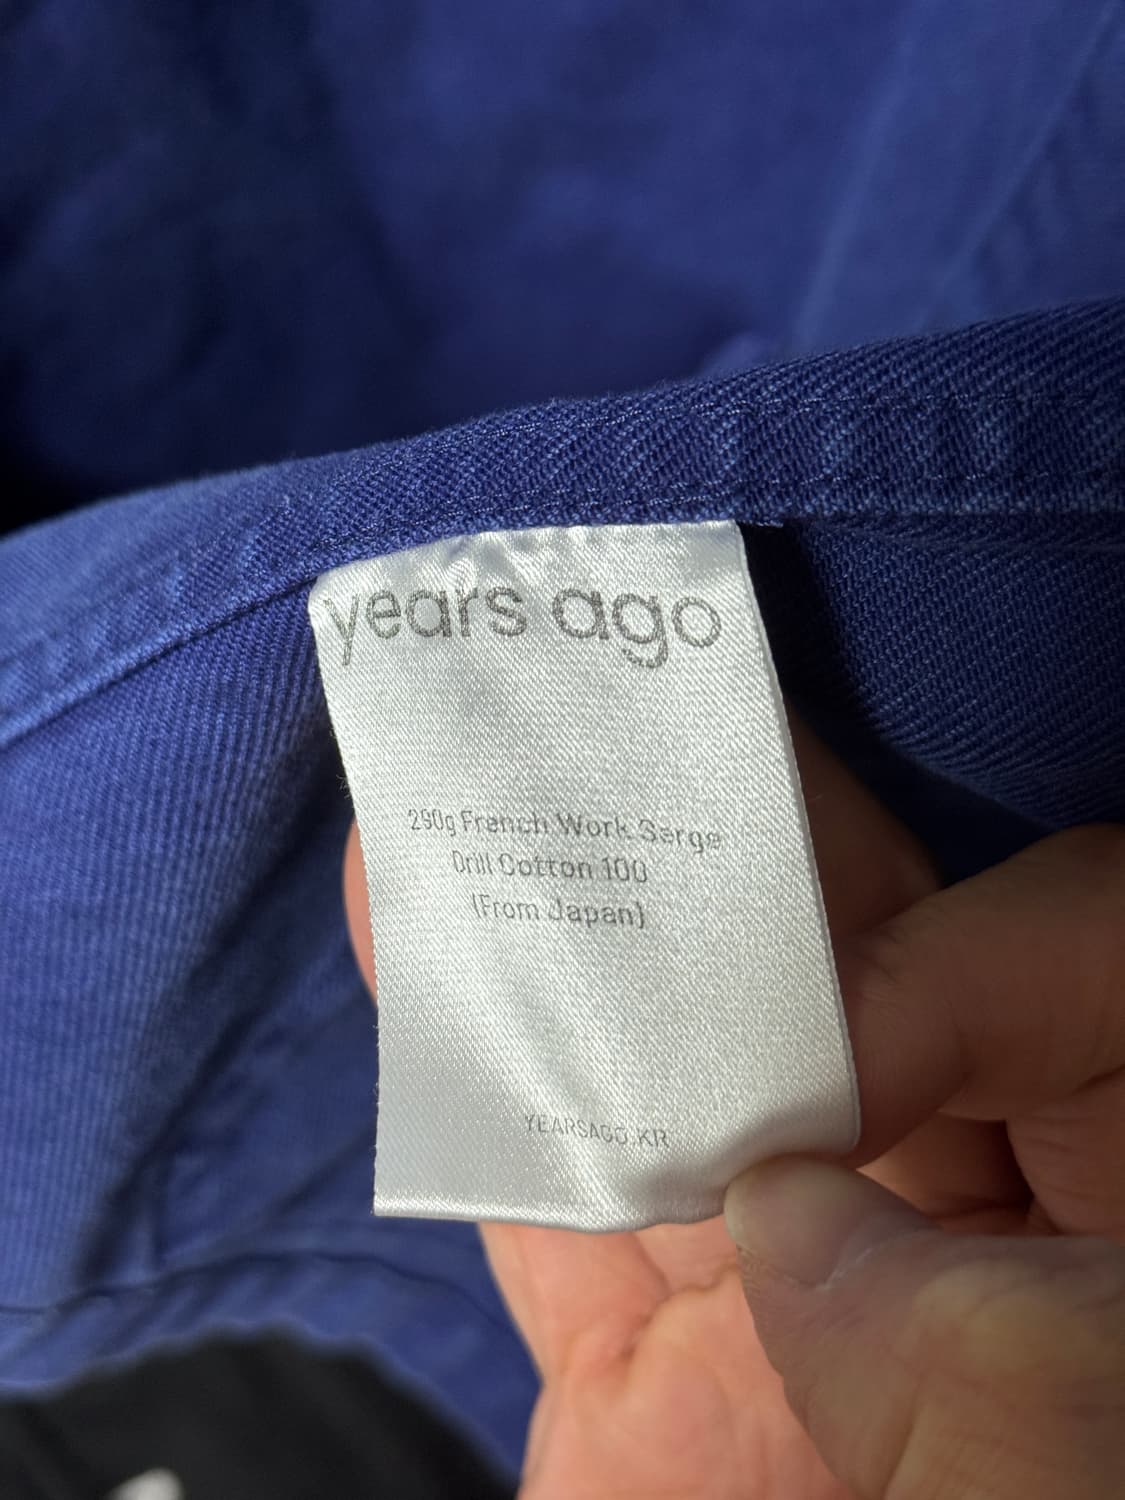 years ago
290g French Work Serge
Drill Cotton 100
(From Japan)
YEARSAGO.KR